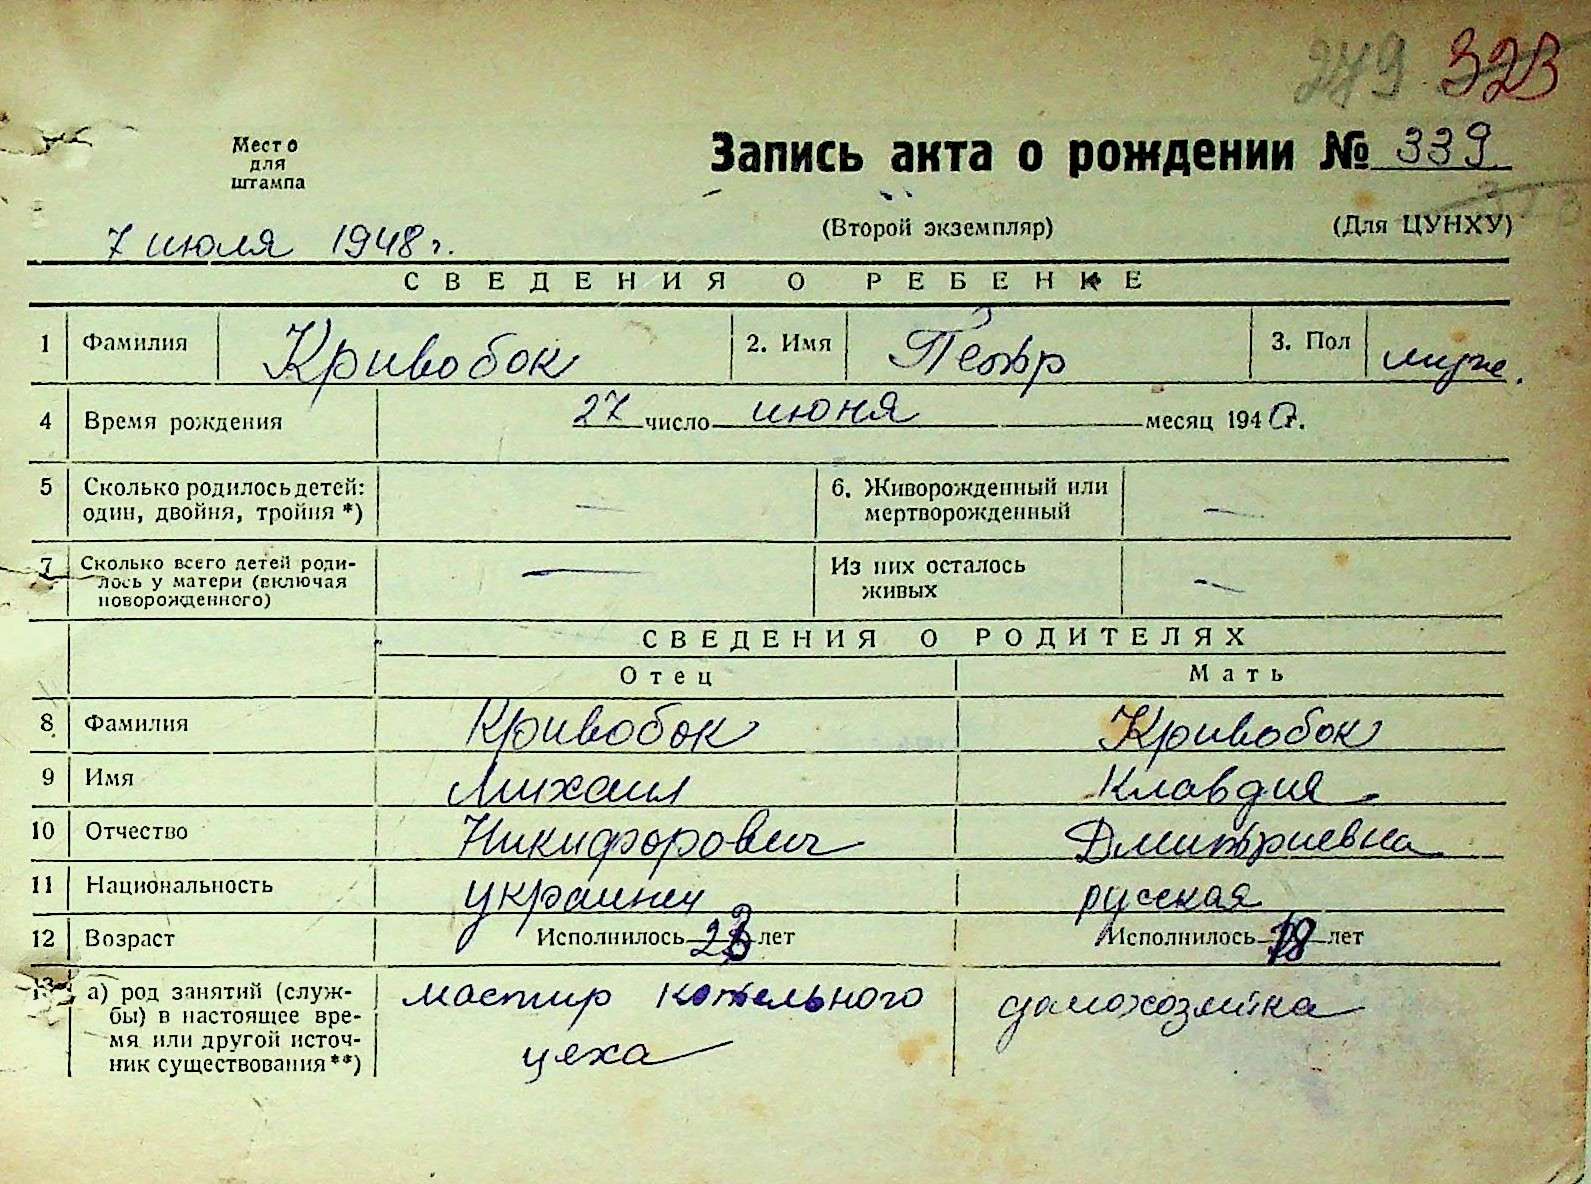 249 323
Место
для
штампа
Запись акта о рождении № 339
7 июля 1948 г.
(Второй экземпляр) (Для ЦУНХУ)
СВЕДЕНИЯ О РЕБЕНКЕ
1 Фамилия Кривобок 2. Имя Пётр 3. Пол муж.
4 Время рождения 27 число июня месяц 194 г.
5 Сколько родилось детей: один, двойня, тройня *) — 6. Живорожденный или мертворожденный —
7 Сколько всего детей роди-
лось у матери (включая
новорожденного) — Из них осталось живых —
СВЕДЕНИЯ О РОДИТЕЛЯХ
Отец Мать
8 Фамилия Кривобок Кривобок
9 Имя Михаил Клавдия
10 Отчество Никифорович Дмитриевна
11 Национальность украинец русская
12 Возраст Исполнилось 23 лет Исполнилось лет
13 а) род занятий (служ-
бы) в настоящее вре-
мя или другой источ-
ник существования **)
мастир котельного
цеха
домохозяйка